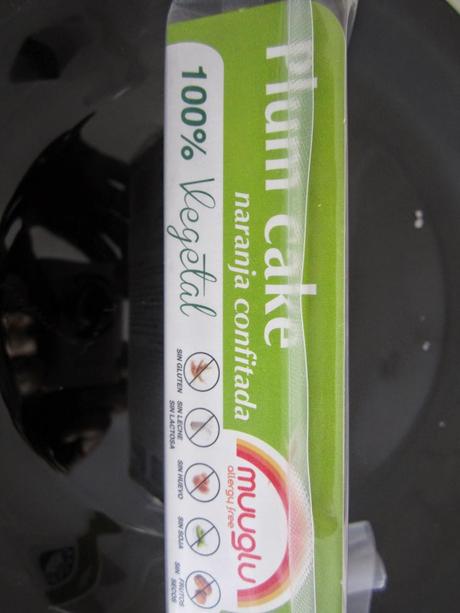 Plum cake
naranja confitada
100% Vegetal
SIN GLUTEN
SIN LECHE
SIN LACTOSA
SIN HUEVO
SIN SOJA
SIN FRUTOS
SECOS
muuglu
allergy free